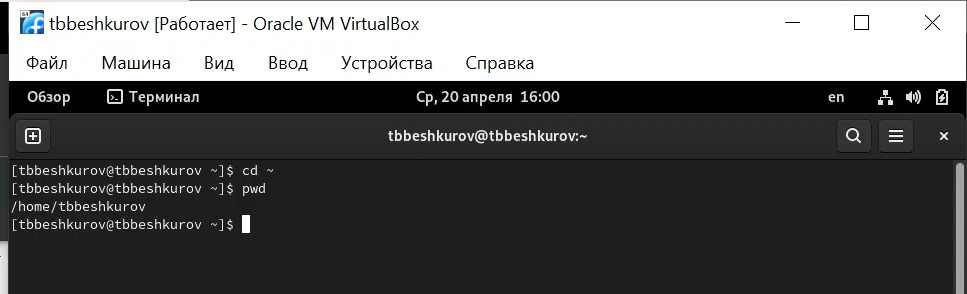 tbbeshkurov [Работает] - Oracle VM VirtualBox
Файл Машина Вид Ввод Устройства Справка
Обзор Терминал Ср, 20 апреля 16:00 en
tbbeshkurov@tbbeshkurov:~
[tbbeshkurov@tbbeshkurov ~]$ cd ~
[tbbeshkurov@tbbeshkurov ~]$ pwd
/home/tbbeshkurov
[tbbeshkurov@tbbeshkurov ~]$